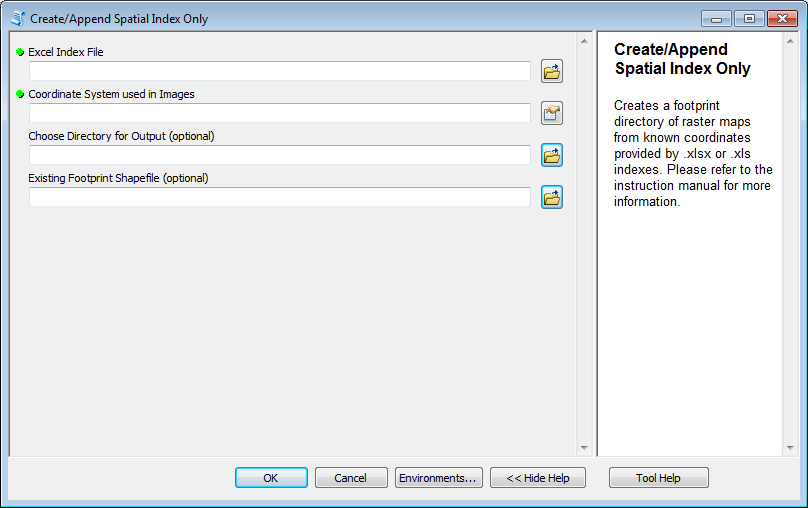 Create/Append Spatial Index Only
Excel Index File
Coordinate System used in Images
Choose Directory for Output (optional)
Existing Footprint Shapefile (optional)
Create/Append
Spatial Index Only
Creates a footprint
directory of raster maps
from known coordinates
provided by .xlsx or .xls
indexes. Please refer to the
instruction manual for more
information.
OK
Cancel
Environments...
<< Hide Help
Tool Help